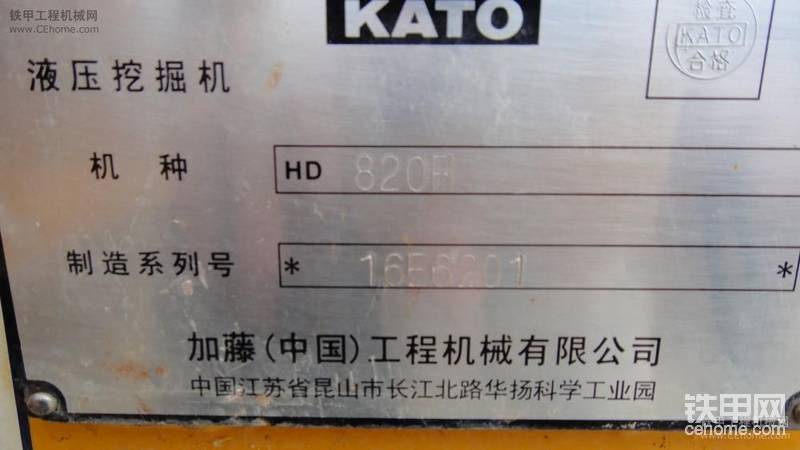 铁甲工程机械网
www.CEhome.com
KATO
检查
KATO
合格
液压挖掘机
机 种 HD 820R
制造系列号 * 16E6201 *
加藤(中国)工程机械有限公司
中国江苏省昆山市长江北路华扬科学工业园
铁甲网
cehome.com